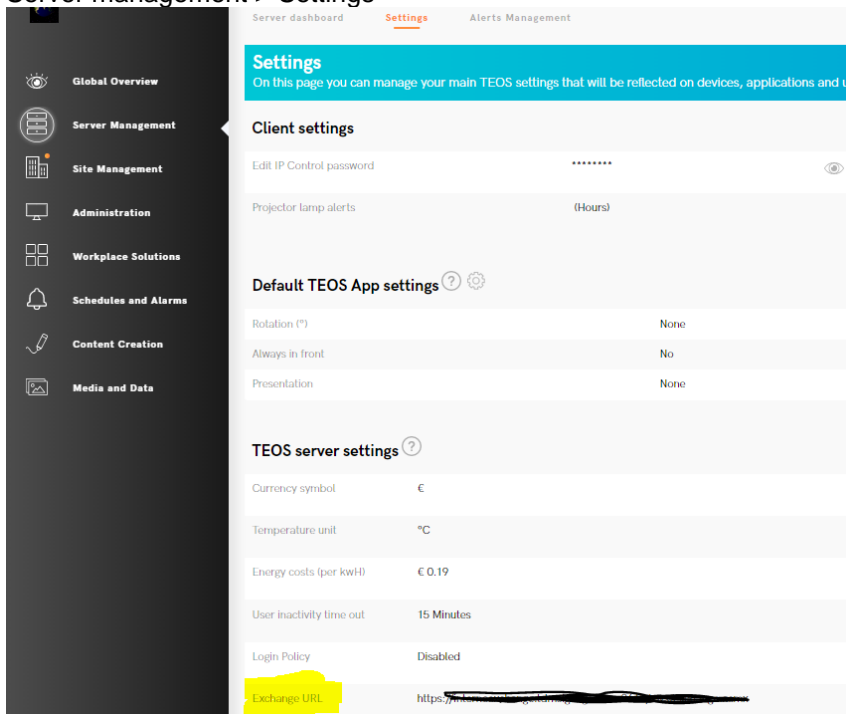 Server management > Settings
Server dashboard Settings Alerts Management
Settings
On this page you can manage your main TEOS settings that will be reflected on devices, applications and u
Global Overview
Server Management
Site Management
Administration
Workplace Solutions
Schedules and Alarms
Content Creation
Media and Data
Client settings
Edit IP Control password ••••••••
Projector lamp alerts (Hours)
Default TEOS App settings ?
Rotation (°) None
Always in front No
Presentation None
TEOS server settings ?
Currency symbol €
Temperature unit °C
Energy costs (per kwH) € 0.19
User inactivity time out 15 Minutes
Login Policy Disabled
Exchange URL https:/